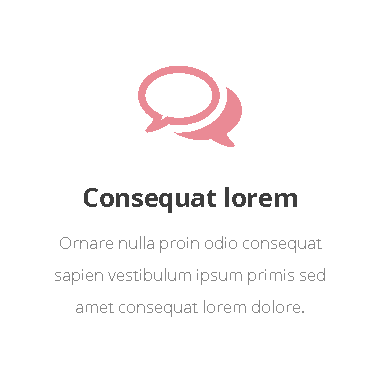 Consequat lorem
Ornare nulla proin odio consequat
sapien vestibulum ipsum primis sed
amet consequat lorem dolore.